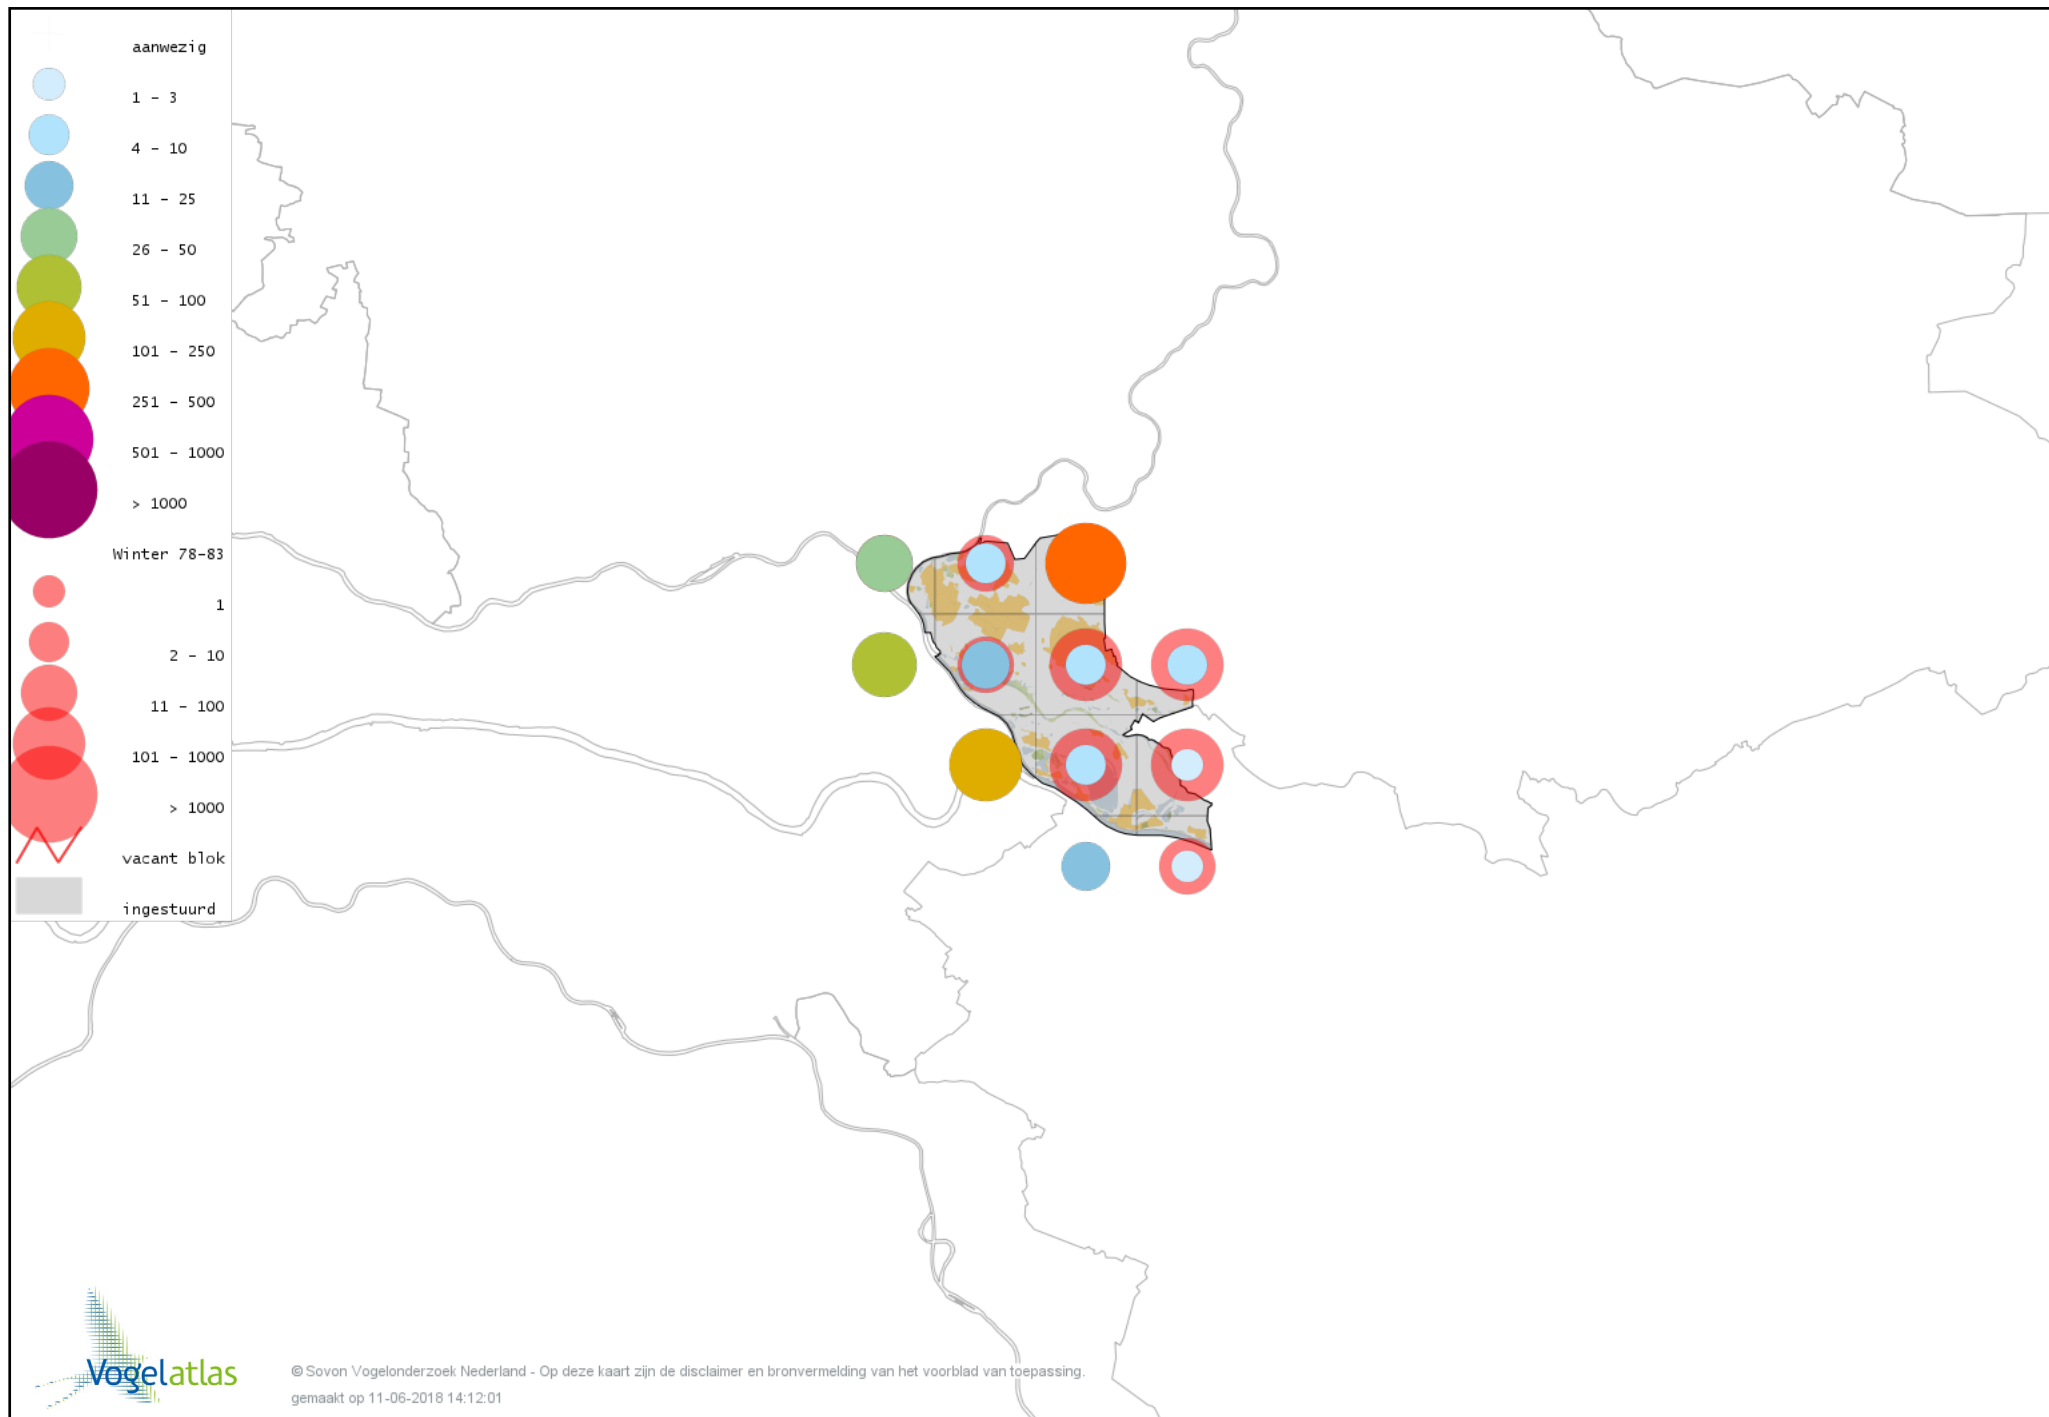 aanwezig
1 - 3
4 - 10
11 - 25
26 - 50
51 - 100
101 - 250
251 - 500
501 - 1000
> 1000
Winter 78-83
1
2 - 10
11 - 100
101 - 1000
> 1000
vacant blok
ingestuurd
Vogelatlas
© Sovon Vogelonderzoek Nederland - Op deze kaart zijn de disclaimer en bronvermelding van het voorblad van toepassing.
gemaakt op 11-06-2018 14:12:01